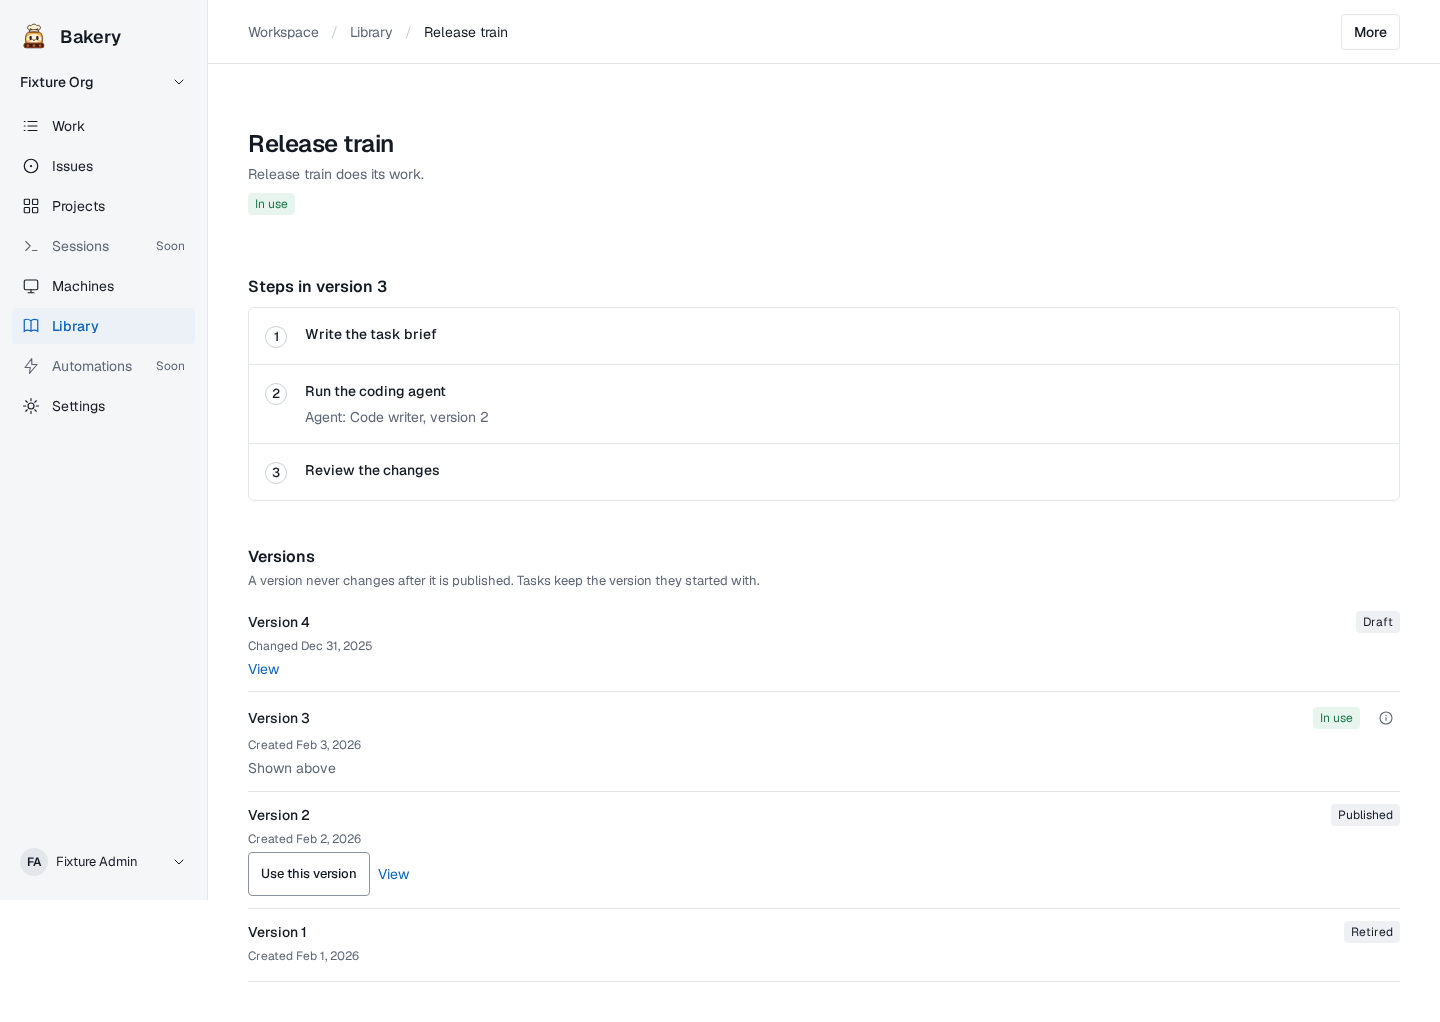 Bakery
Fixture Org
Work
Issues
Projects
Sessions Soon
Machines
Library
Automations Soon
Settings
FA Fixture Admin
Workspace / Library / Release train
More
Release train
Release train does its work.
In use
Steps in version 3
1 Write the task brief
2 Run the coding agent
Agent: Code writer, version 2
3 Review the changes
Versions
A version never changes after it is published. Tasks keep the version they started with.
Version 4 Draft
Changed Dec 31, 2025
View
Version 3 In use
Created Feb 3, 2026
Shown above
Version 2 Published
Created Feb 2, 2026
Use this version View
Version 1 Retired
Created Feb 1, 2026